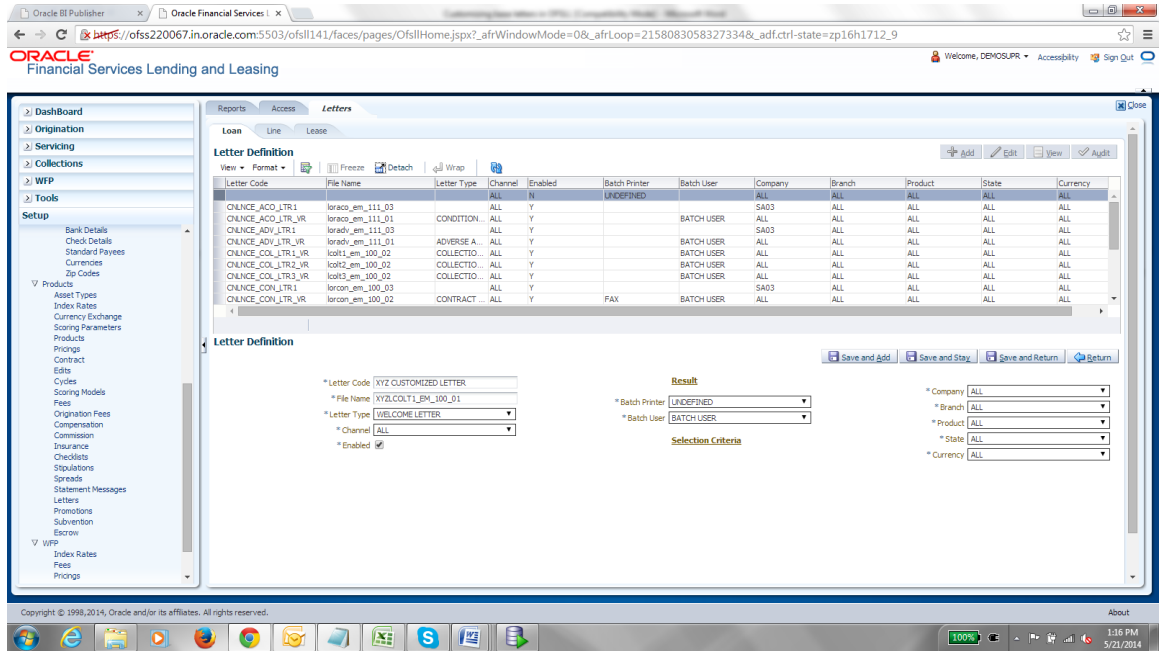 Oracle BI Publisher
Oracle Financial Services L
Customizing base letters in OFSLL [Compatibility Mode] - Microsoft Word
https://ofss220067.in.oracle.com:5503/ofsll141/faces/pages/OfsllHome.jspx?_afrWindowMode=0&_afrLoop=21580830583273​34&_adf.ctrl-state=zp16h1712_9
ORACLE
Financial Services Lending and Leasing
Welcome, DEMOSUPR Accessibility Sign Out
DashBoard
Origination
Servicing
Collections
WFP
Tools
Setup
Bank Details
Check Details
Standard Payees
Currencies
Zip Codes
Products
Asset Types
Index Rates
Currency Exchange
Scoring Parameters
Products
Pricings
Contract
Edits
Cycles
Scoring Models
Fees
Origination Fees
Compensation
Commission
Insurance
Checklists
Stipulations
Spreads
Statement Messages
Letters
Promotions
Subvention
Escrow
WFP
Index Rates
Fees
Pricings
Reports Access Letters Close
Loan Line Lease
Letter Definition
Add Edit View Audit
View Format Freeze Detach Wrap
Letter Code File Name Letter Type Channel Enabled Batch Printer Batch User Company Branch Product State Currency
ALL N UNDEFINED ALL ALL ALL ALL ALL
CNLNCE_ACO_LTR1 loraco_em_111_03 ALL Y SA03 ALL ALL ALL ALL
CNLNCE_ACO_LTR_VR loraco_em_111_01 CONDITION... ALL Y BATCH USER ALL ALL ALL ALL ALL
CNLNCE_ADV_LTR1 loradv_em_111_03 ALL Y SA03 ALL ALL ALL ALL
CNLNCE_ADV_LTR_VR loradv_em_111_01 ADVERSE A... ALL Y BATCH USER ALL ALL ALL ALL ALL
CNLNCE_COL_LTR1_VR lcolt1_em_100_02 COLLECTIO... ALL Y BATCH USER ALL ALL ALL ALL ALL
CNLNCE_COL_LTR2_VR lcolt2_em_100_02 COLLECTIO... ALL Y BATCH USER ALL ALL ALL ALL ALL
CNLNCE_COL_LTR3_VR lcolt3_em_100_02 COLLECTIO... ALL Y BATCH USER ALL ALL ALL ALL ALL
CNLNCE_CON_LTR1 lorcon_em_100_03 ALL Y SA03 ALL ALL ALL ALL
CNLNCE_CON_LTR_VR lorcon_em_100_02 CONTRACT ... ALL Y FAX BATCH USER ALL ALL ALL ALL ALL
Letter Definition
Save and Add Save and Stay Save and Return Return
* Letter Code XYZ CUSTOMIZED LETTER
* File Name XYZLCOLT1_EM_100_01
* Letter Type WELCOME LETTER
* Channel ALL
* Enabled
Result
* Batch Printer UNDEFINED
* Batch User BATCH USER
Selection Criteria
* Company ALL
* Branch ALL
* Product ALL
* State ALL
* Currency ALL
Copyright © 1998,2014, Oracle and/or its affiliates. All rights reserved.
About
100%
1:16 PM
5/21/2014